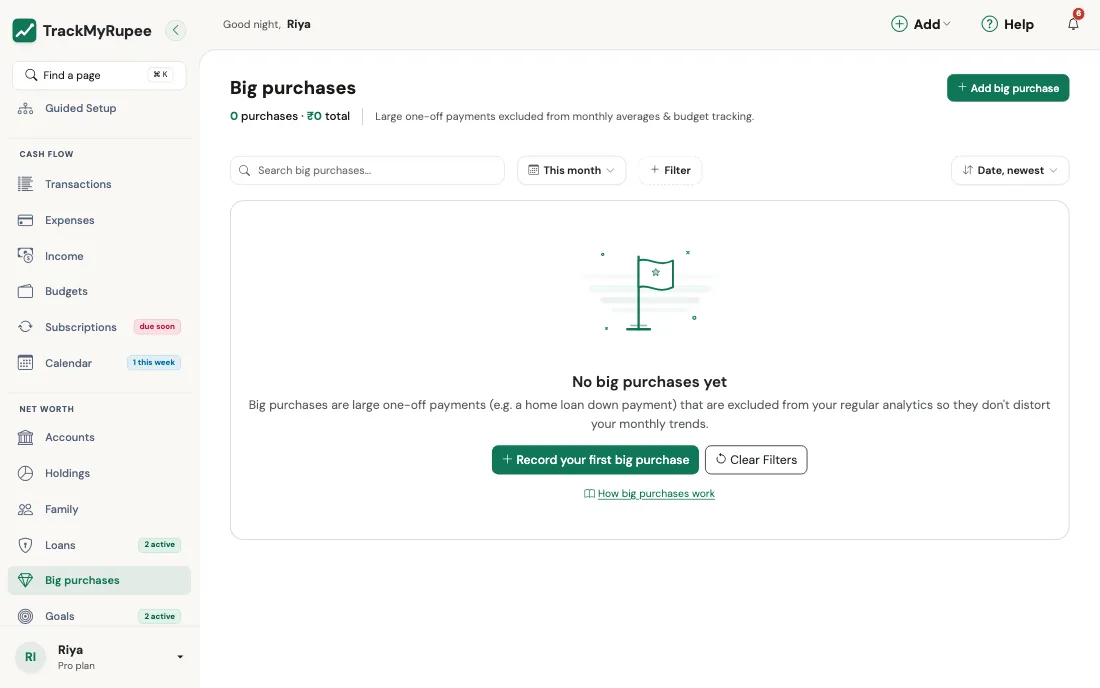 TrackMyRupee
Find a page
⌘ K
Guided Setup
CASH FLOW
Transactions
Expenses
Income
Budgets
Subscriptions due soon
Calendar 1 this week
NET WORTH
Accounts
Holdings
Family
Loans 2 active
Big purchases
Goals 2 active
RI
Riya
Pro plan
Good night, Riya
Add
Help
6
Big purchases
Add big purchase
0 purchases · ₹0 total
Large one-off payments excluded from monthly averages & budget tracking.
Search big purchases...
This month
Filter
Date, newest
No big purchases yet
Big purchases are large one-off payments (e.g. a home loan down payment) that are excluded from your regular analytics so they don't distort
your monthly trends.
Record your first big purchase
Clear Filters
How big purchases work